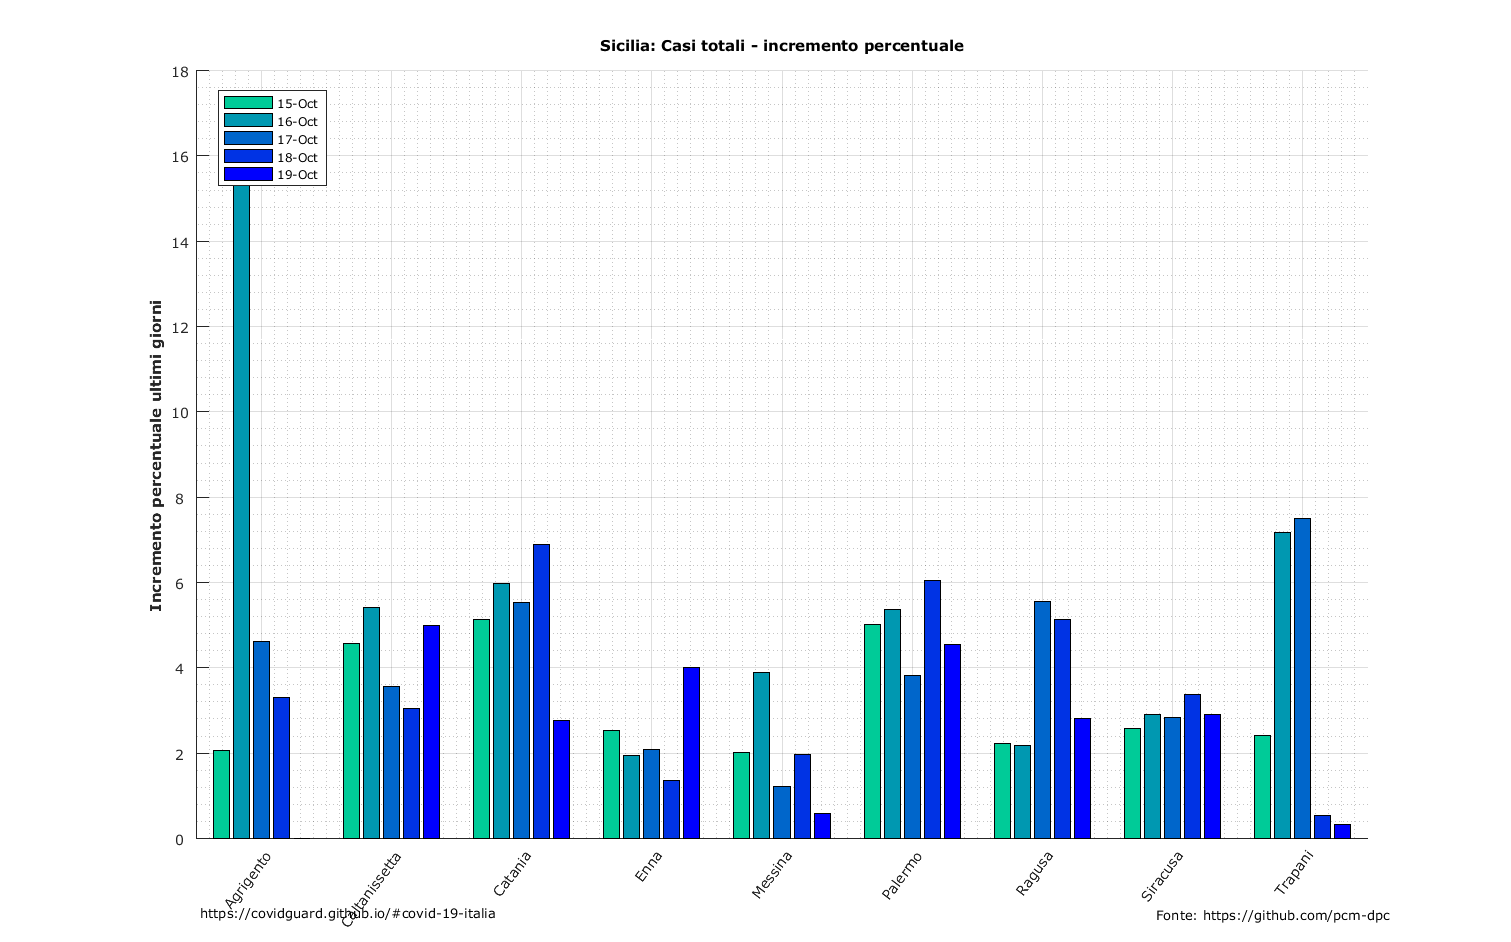 Sicilia: Casi totali - incremento percentuale
Incremento percentuale ultimi giorni
18
16
14
12
10
8
6
4
2
0
15-Oct
16-Oct
17-Oct
18-Oct
19-Oct
Agrigento
Caltanissetta
Catania
Enna
Messina
Palermo
Ragusa
Siracusa
Trapani
https://covidguard.github.io/#covid-19-italia
Fonte: https://github.com/pcm-dpc